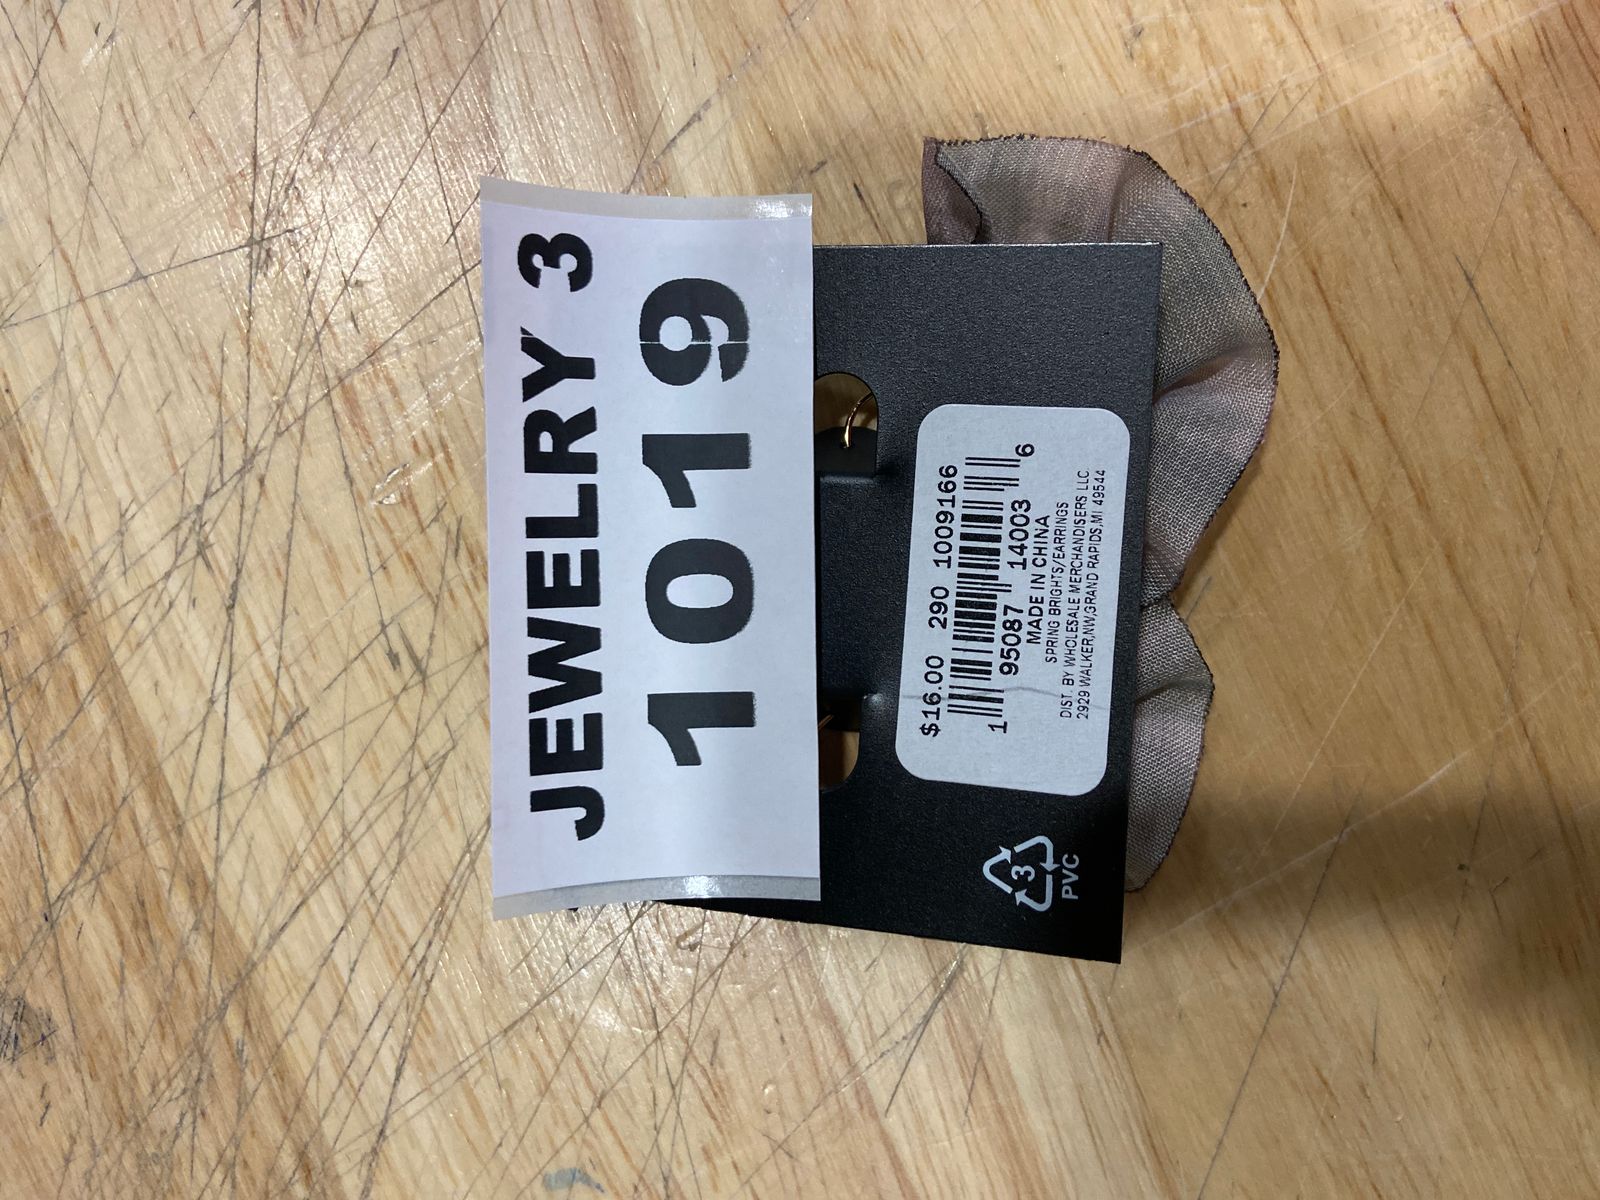 JEWELRY 3
1019
$16.00 290 1009166
1 95087 14003 6
MADE IN CHINA
SPRING BRIGHTS/EARRINGS
DIST. BY WHOLESALE MERCHANDISERS LLC.
2929 WALKER,NW,GRAND RAPIDS,MI 49544
3
PVC